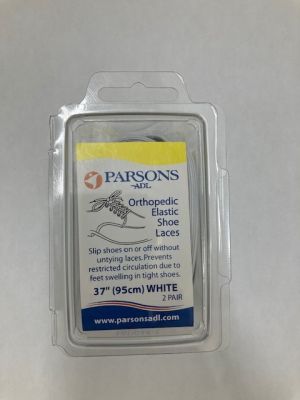 PARSONS
ADL
Orthopedic
Elastic
Shoe
Laces
Slip shoes on or off without
untying laces. Prevents
restricted circulation due to
feet swelling in tight shoes.
37" (95cm) WHITE
2 PAIR
www.parsonsadl.com